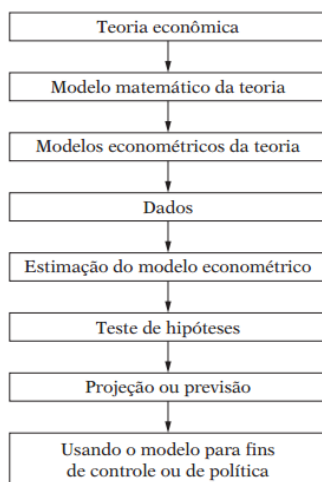 Teoria econômica
Modelo matemático da teoria
Modelos econométricos da teoria
Dados
Estimação do modelo econométrico
Teste de hipóteses
Projeção ou previsão
Usando o modelo para fins
de controle ou de política